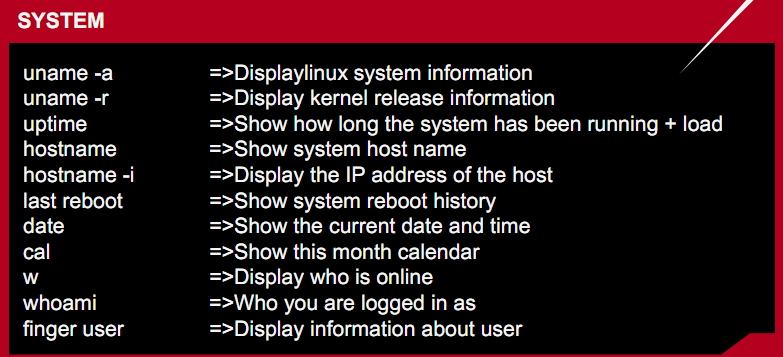 SYSTEM
uname -a =>Displaylinux system information
uname -r =>Display kernel release information
uptime =>Show how long the system has been running + load
hostname =>Show system host name
hostname -i =>Display the IP address of the host
last reboot =>Show system reboot history
date =>Show the current date and time
cal =>Show this month calendar
w =>Display who is online
whoami =>Who you are logged in as
finger user =>Display information about user